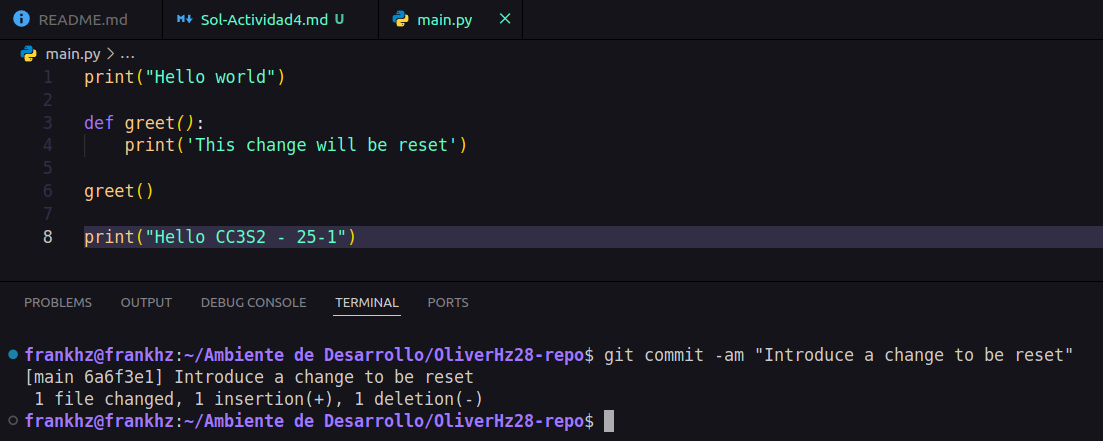 README.md Sol-Actividad4.md U main.py
main.py > ...
1 print("Hello world")
2
3 def greet():
4     print('This change will be reset')
5
6 greet()
7
8 print("Hello CC3S2 - 25-1")
PROBLEMS OUTPUT DEBUG CONSOLE TERMINAL PORTS
frankhz@frankhz:~/Ambiente de Desarrollo/OliverHz28-repo$ git commit -am "Introduce a change to be reset"
[main 6a6f3e1] Introduce a change to be reset
 1 file changed, 1 insertion(+), 1 deletion(-)
frankhz@frankhz:~/Ambiente de Desarrollo/OliverHz28-repo$